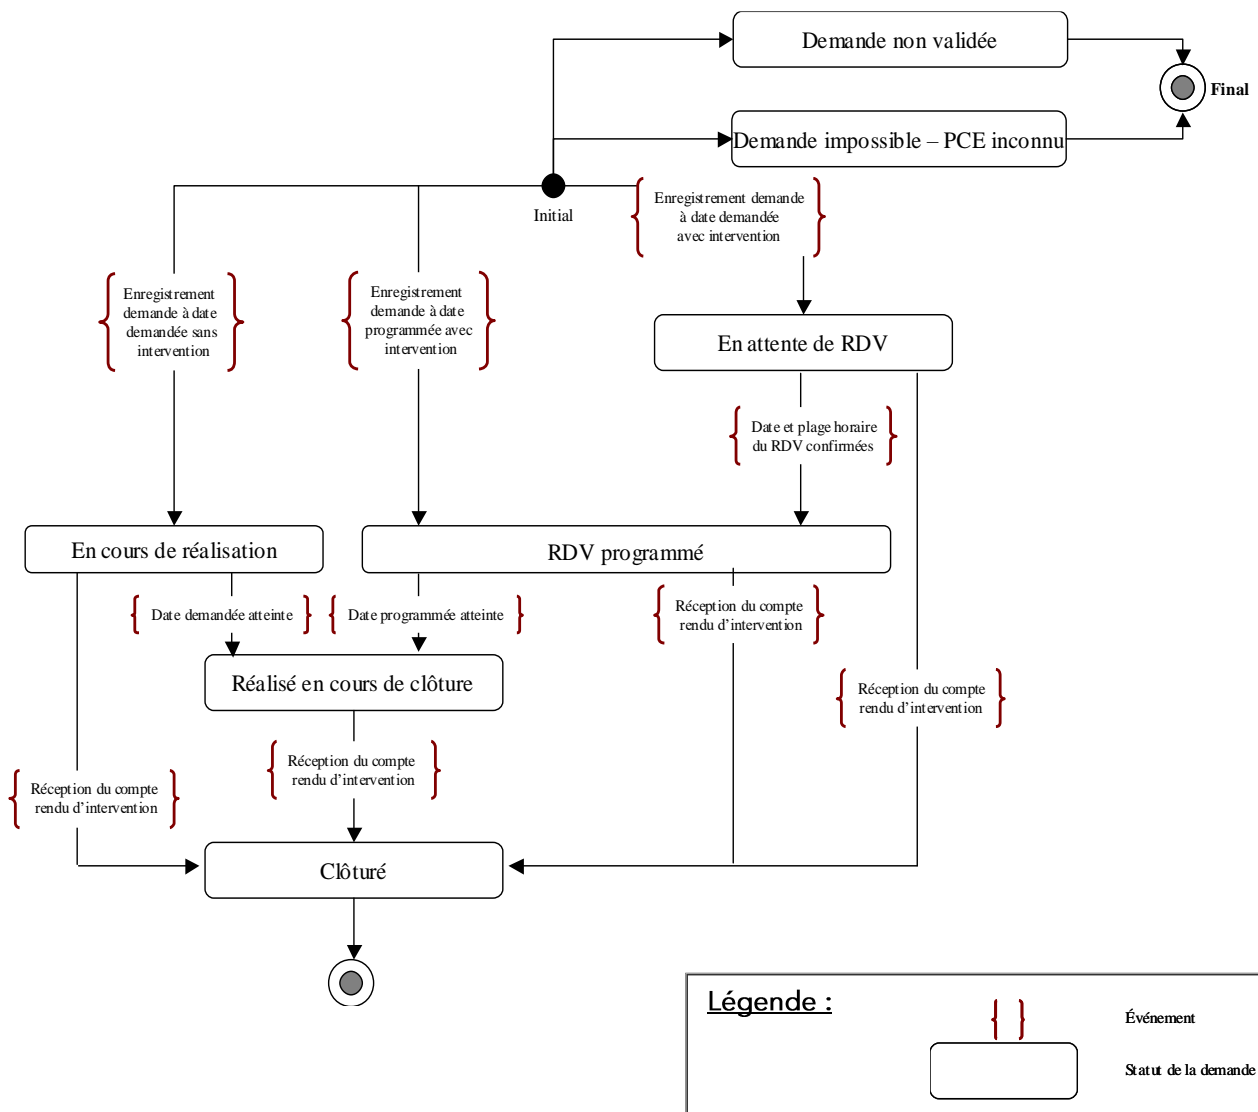 Demande non validée
Final
Demande impossible – PCE inconnu
Initial
Enregistrement demande
à date demandée
avec intervention
Enregistrement
demande à date
demandée sans
intervention
Enregistrement
demande à date
programmée avec
intervention
En attente de RDV
Date et plage horaire
du RDV confirmées
En cours de réalisation
RDV programmé
Date demandée atteinte
Date programmée atteinte
Réception du compte
rendu d’intervention
Réalisé en cours de clôture
Réception du compte
rendu d’intervention
Réception du compte
rendu d’intervention
Réception du compte
rendu d’intervention
Clôturé
Légende :
Événement
Statut de la demande